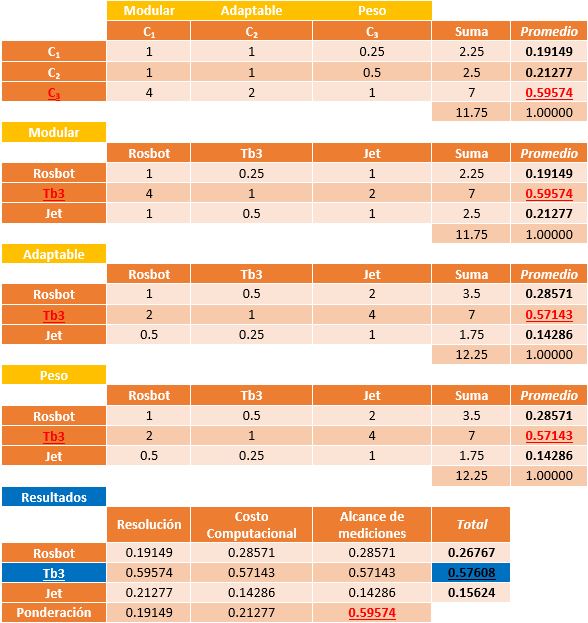 Modular Adaptable Peso
C₁ C₂ C₃ Suma Promedio
C₁ 1 1 0.25 2.25 0.19149
C₂ 1 1 0.5 2.5 0.21277
C₃ 4 2 1 7 0.59574
11.75 1.00000
Modular
Rosbot Tb3 Jet Suma Promedio
Rosbot 1 0.25 1 2.25 0.19149
Tb3 4 1 2 7 0.59574
Jet 1 0.5 1 2.5 0.21277
11.75 1.00000
Adaptable
Rosbot Tb3 Jet Suma Promedio
Rosbot 1 0.5 2 3.5 0.28571
Tb3 2 1 4 7 0.57143
Jet 0.5 0.25 1 1.75 0.14286
12.25 1.00000
Peso
Rosbot Tb3 Jet Suma Promedio
Rosbot 1 0.5 2 3.5 0.28571
Tb3 2 1 4 7 0.57143
Jet 0.5 0.25 1 1.75 0.14286
12.25 1.00000
Resultados
Resolución Costo Computacional Alcance de mediciones Total
Rosbot 0.19149 0.28571 0.28571 0.26767
Tb3 0.59574 0.57143 0.57143 0.57608
Jet 0.21277 0.14286 0.14286 0.15624
Ponderación 0.19149 0.21277 0.59574